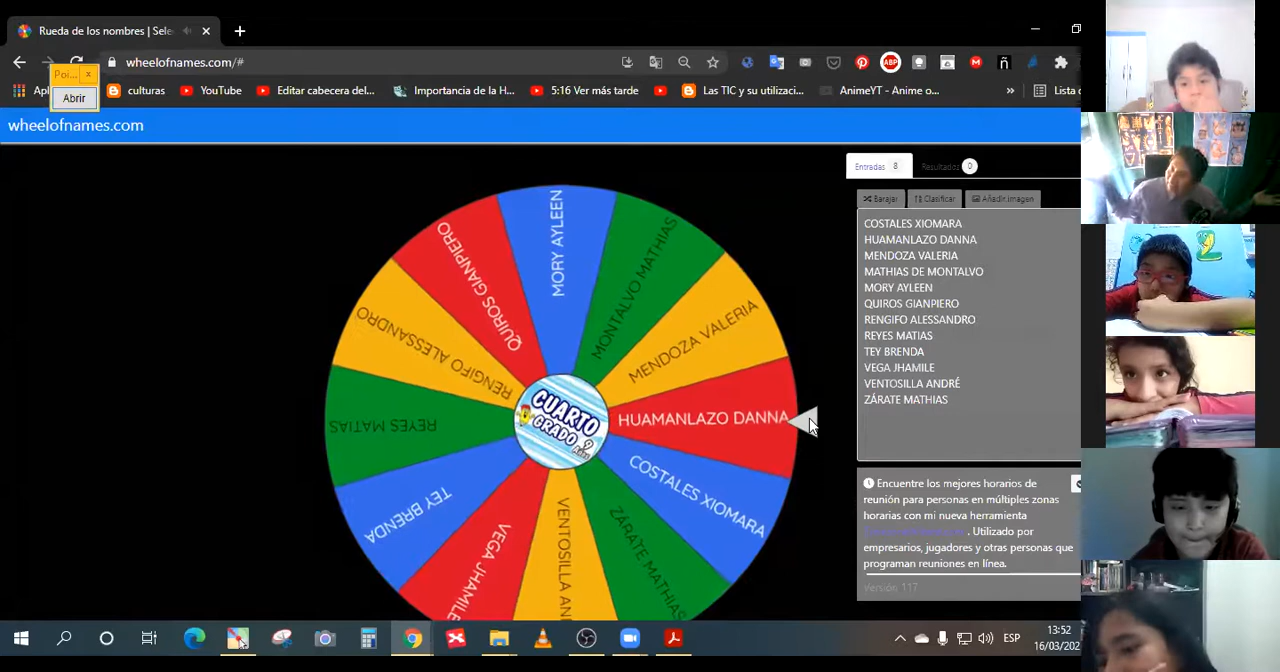 Rueda de los nombres | Sele
wheelofnames.com/#
Poi... x
Abrir
culturas
YouTube
Editar cabecera del...
Importancia de la H...
5:16 Ver más tarde
Las TIC y su utilizaci...
AnimeYT - Anime o...
»
Lista d
wheelofnames.com
Entradas 8
Resultados 0
Barajar
Clasificar
Añadir imagen
COSTALES XIOMARA
HUAMANLAZO DANNA
MENDOZA VALERIA
MATHIAS DE MONTALVO
MORY AYLEEN
QUIROS GIANPIERO
RENGIFO ALESSANDRO
REYES MATIAS
TEY BRENDA
VEGA JHAMILE
VENTOSILLA ANDRÉ
ZÁRATE MATHIAS
MORY AYLEEN
MONTALVO MATHIAS
MENDOZA VALERIA
HUAMANLAZO DANNA
COSTALES XIOMARA
ZÁRATE MATHIAS
VENTOSILLA AN
VEGA JHAMILE
TEY BRENDA
REYES MATIAS
RENGIFO ALESSANDRO
QUIROS GIANPIERO
CUARTO
GRADO
Encuentre los mejores horarios de
reunión para personas en múltiples zonas
horarias con mi nueva herramienta
. Utilizado por
empresarios, jugadores y otras personas que
programan reuniones en línea.
Versión 117
ABP
ñ
2
ESP
13:52
16/03/202